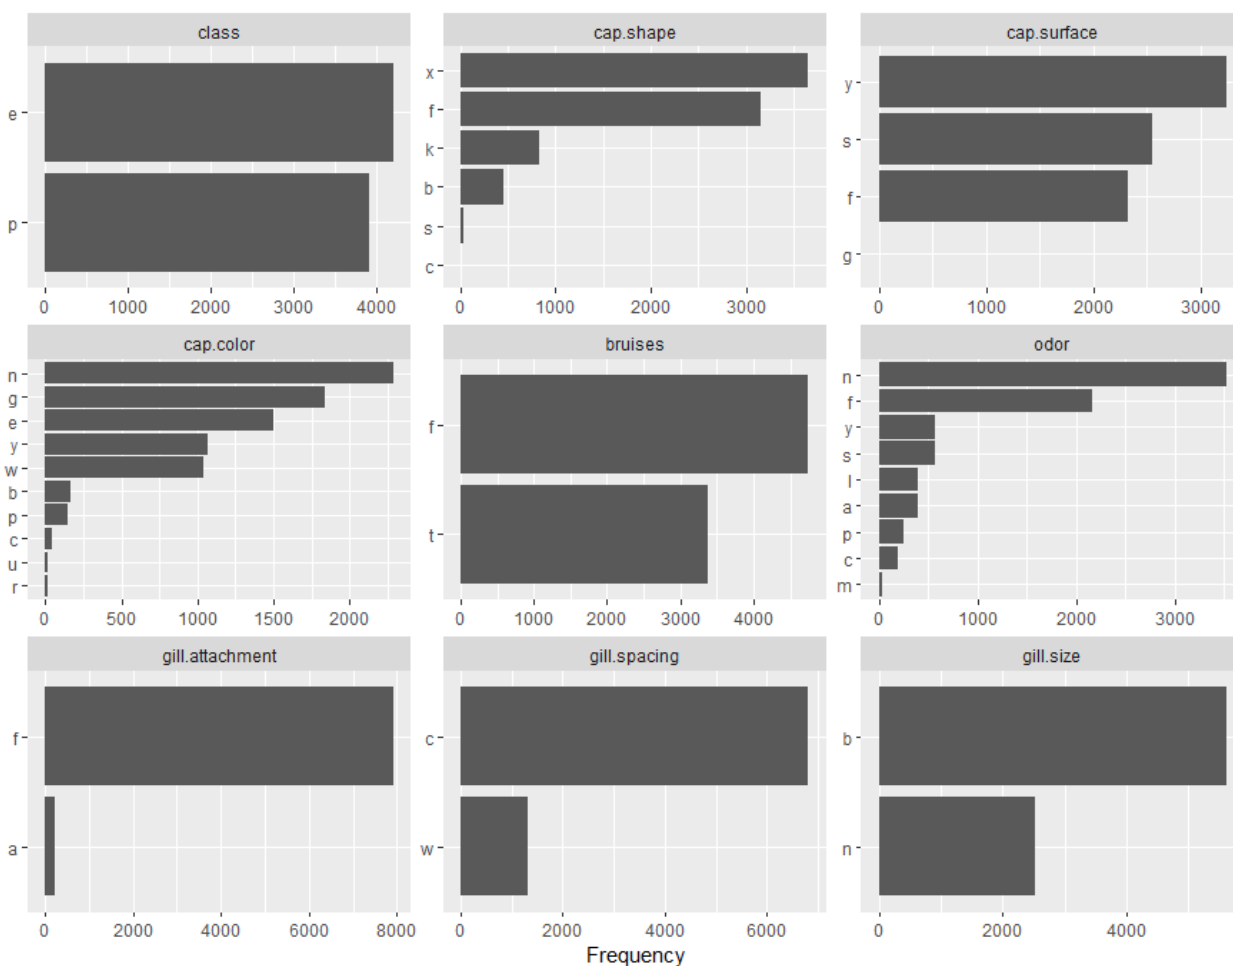 class cap.shape cap.surface
e
p
0 1000 2000 3000 4000
x
f
k
b
s
c
0 1000 2000 3000
y
s
f
g
0 1000 2000 3000
cap.color bruises odor
n
g
e
y
w
b
p
c
u
r
0 500 1000 1500 2000
f
t
0 1000 2000 3000 4000
n
f
y
s
l
a
p
c
m
0 1000 2000 3000
gill.attachment gill.spacing gill.size
f
a
0 2000 4000 6000 8000
c
w
0 2000 4000 6000
b
n
0 2000 4000
Frequency